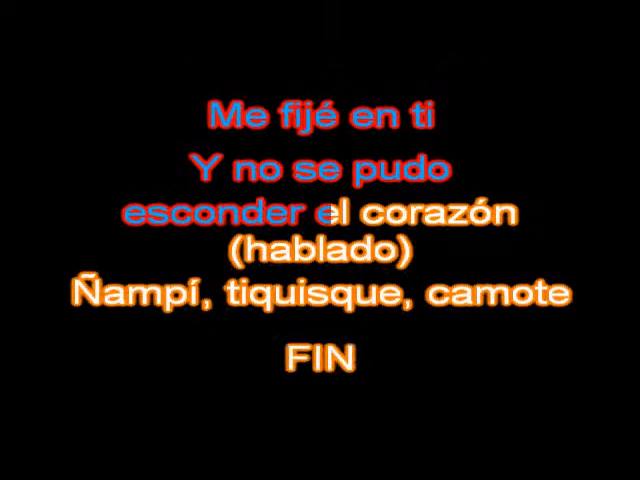 Me fijé en ti
Y no se pudo
esconder el corazón
(hablado)
Ñampí, tiquisque, camote
FIN